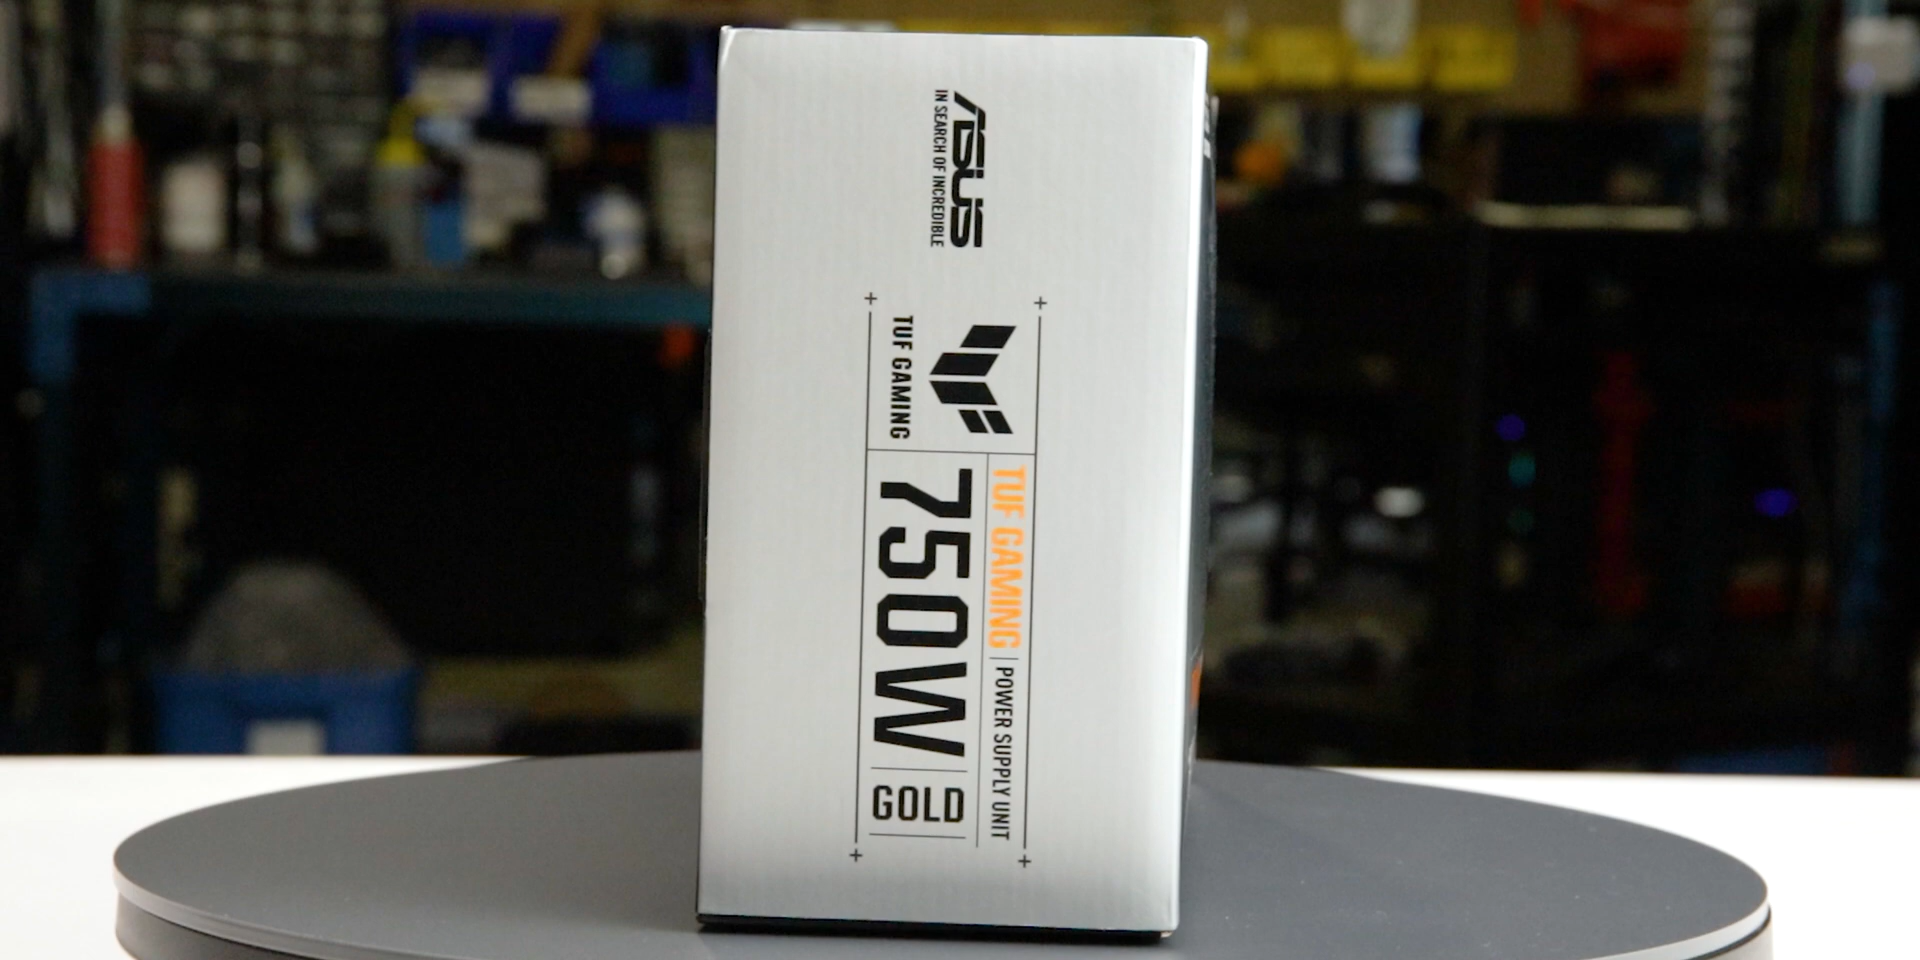 ASUS
IN SEARCH OF INCREDIBLE
TUF GAMING
TUF GAMING | POWER SUPPLY UNIT
750W
GOLD